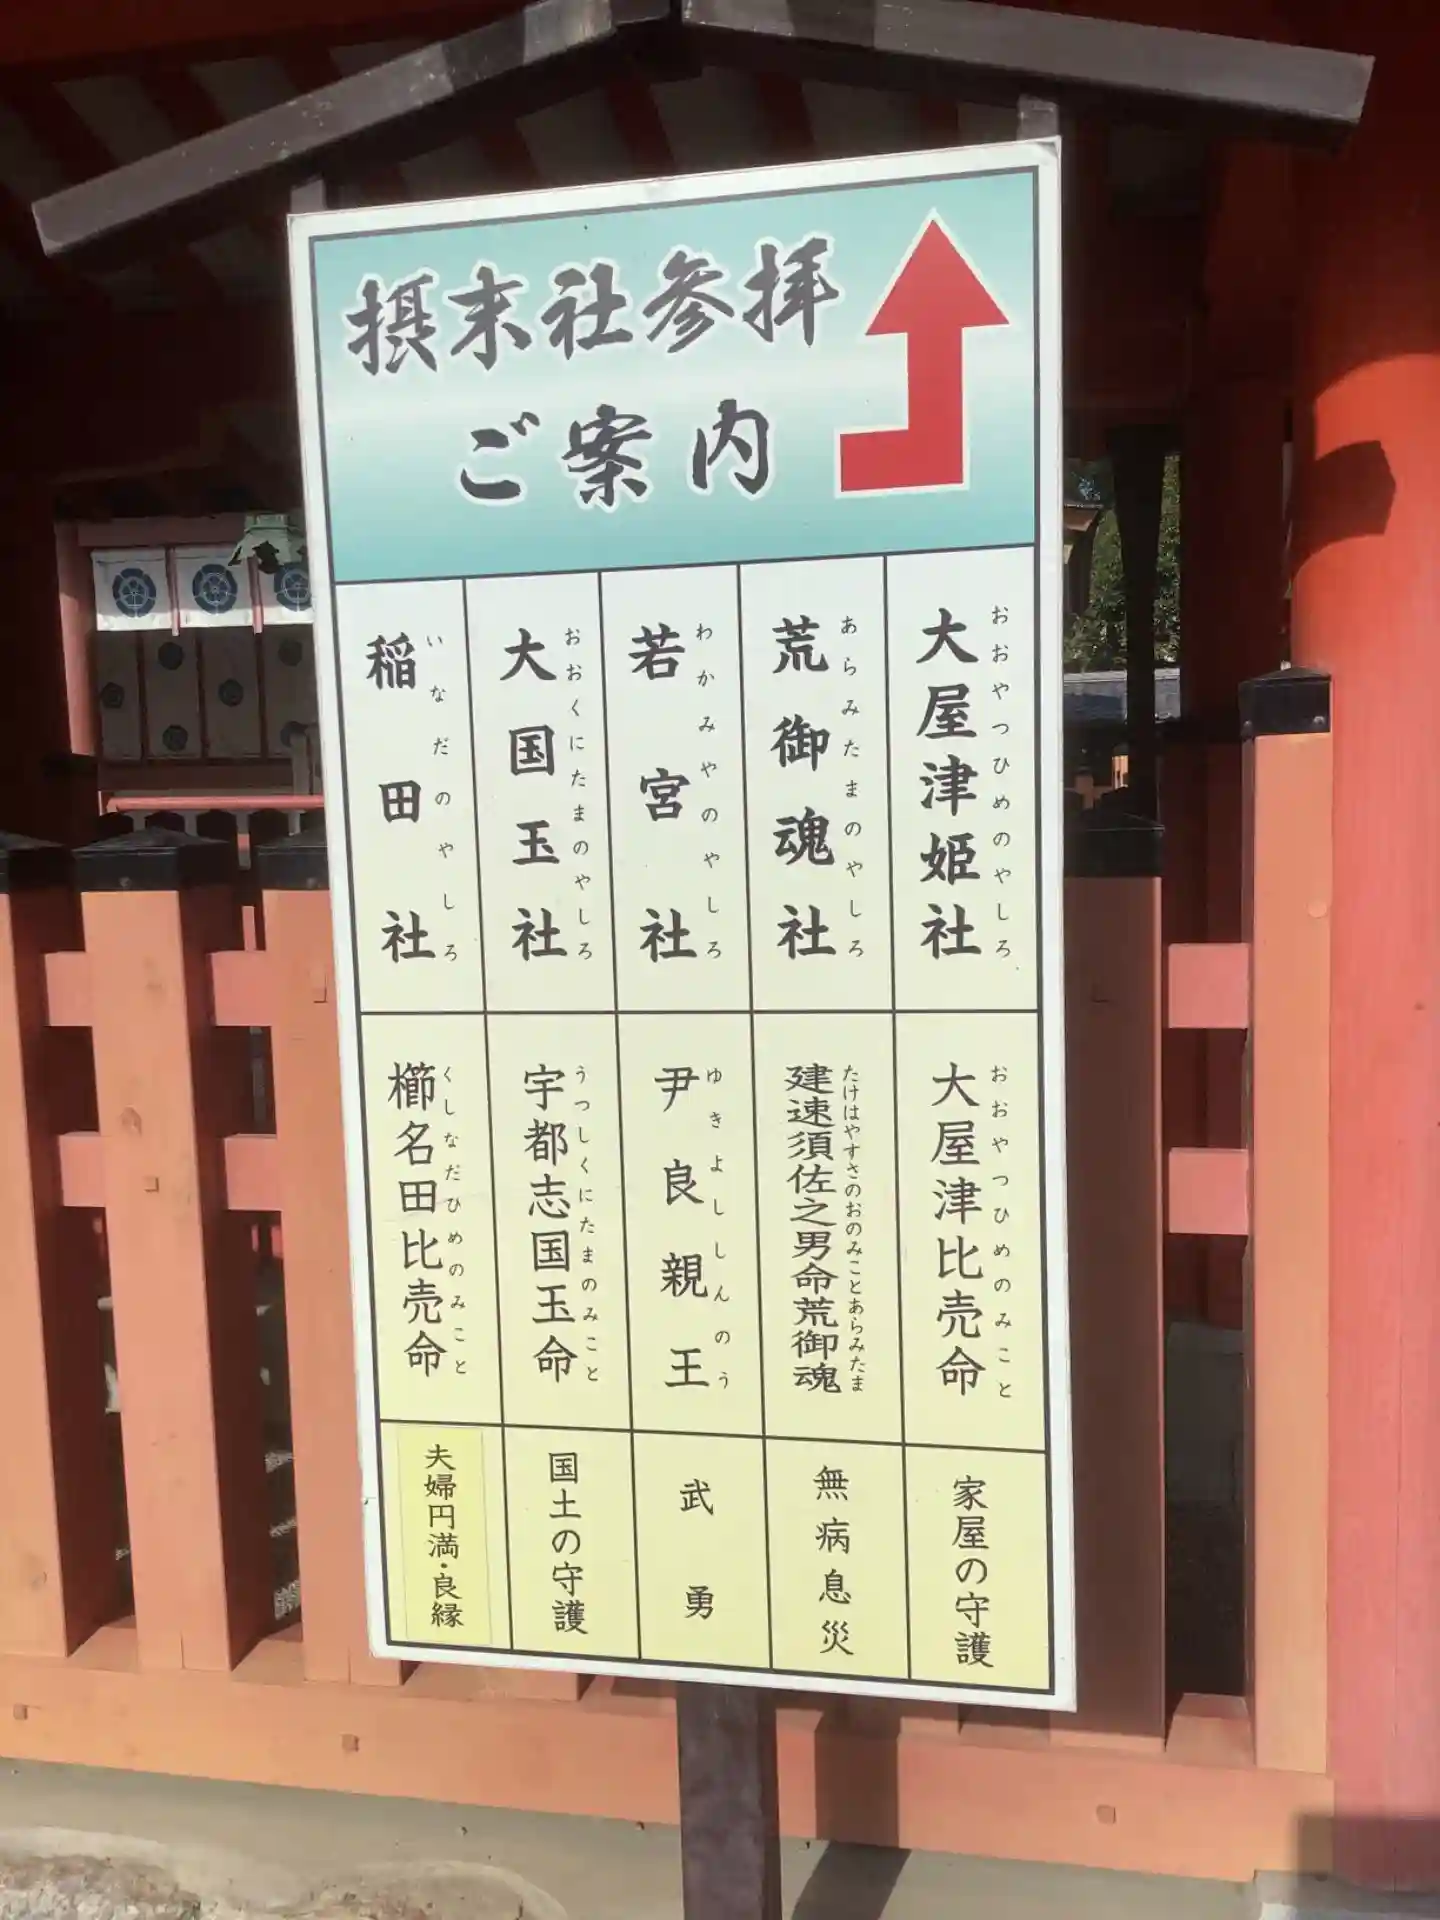 摂末社参拝
ご案内
大屋津姫社
おおやつひめのやしろ
大屋津比売命
おおやつひめのみこと
家屋の守護
荒御魂社
あらみたまのやしろ
建速須佐之男命荒御魂
たけはやすさのおのみことあらみたま
無病息災
若宮社
わかみやのやしろ
尹良親王
ゆきよししんのう
武勇
大国玉社
おおくにたまのやしろ
宇都志国玉命
うつしくにたまのみこと
国土の守護
稲田社
いなだのやしろ
櫛名田比売命
くしなだひめのみこと
夫婦円満・良縁